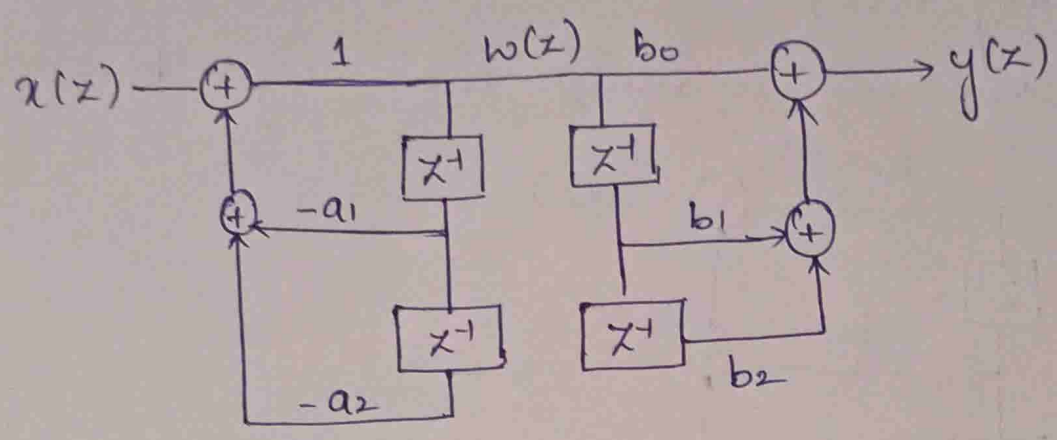 x(z) + 1 w(z) b0 + y(z)
z⁻¹ z⁻¹
+ -a1 b1 +
z⁻¹ z⁻¹
-a2 b2